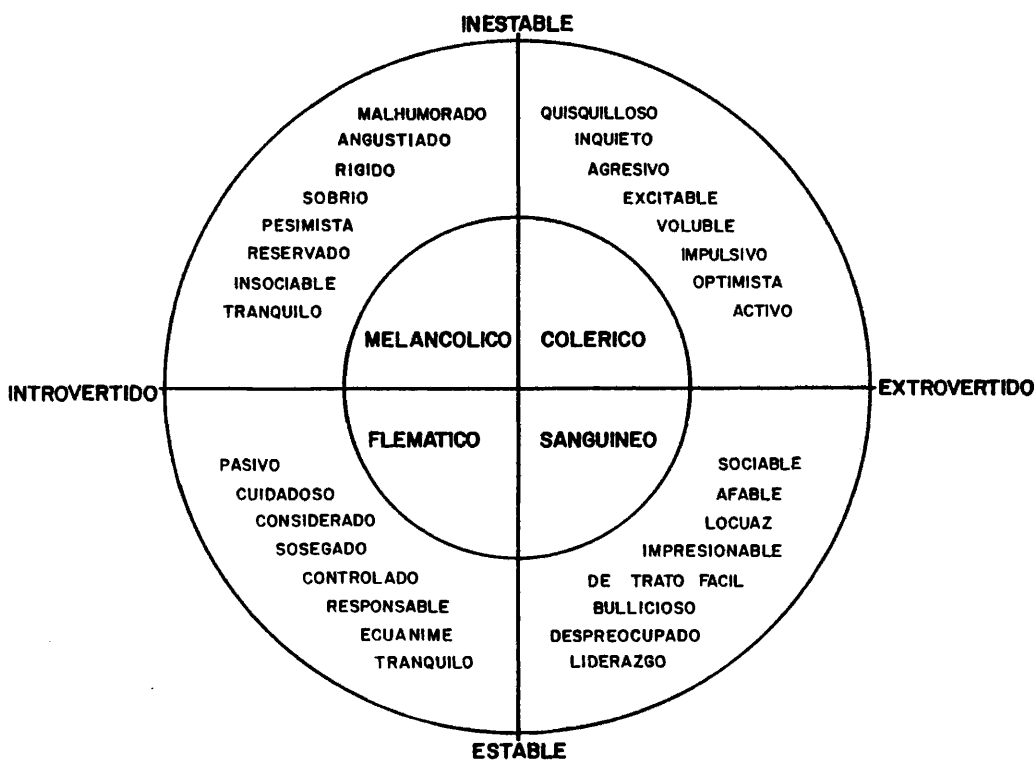 INESTABLE
MALHUMORADO
ANGUSTIADO
RIGIDO
SOBRIO
PESIMISTA
RESERVADO
INSOCIABLE
TRANQUILO
QUISQUILLOSO
INQUIETO
AGRESIVO
EXCITABLE
VOLUBLE
IMPULSIVO
OPTIMISTA
ACTIVO
MELANCOLICO
COLERICO
INTROVERTIDO
EXTROVERTIDO
FLEMATICO
SANGUINEO
PASIVO
CUIDADOSO
CONSIDERADO
SOSEGADO
CONTROLADO
RESPONSABLE
ECUANIME
TRANQUILO
SOCIABLE
AFABLE
LOCUAZ
IMPRESIONABLE
DE TRATO FACIL
BULLICIOSO
DESPREOCUPADO
LIDERAZGO
ESTABLE